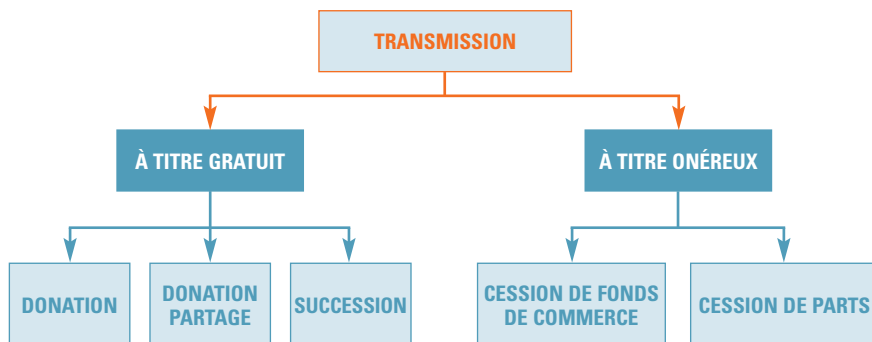 TRANSMISSION
À TITRE GRATUIT
À TITRE ONÉREUX
DONATION
DONATION
PARTAGE
SUCCESSION
CESSION DE FONDS
DE COMMERCE
CESSION DE PARTS